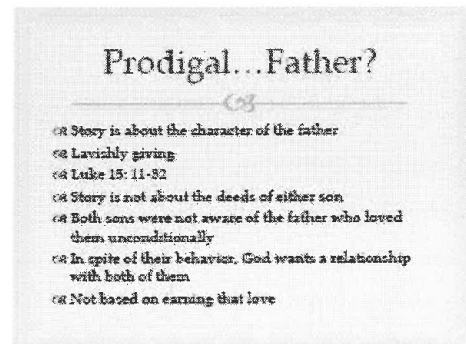 Prodigal...Father?
Story is about the character of the father
Lavishly giving
Luke 15: 11-32
Story is not about the deeds of either son
Both sons were not aware of the father who loved
them unconditionally
In spite of their behavior, God wants a relationship
with both of them
Not based on earning that love